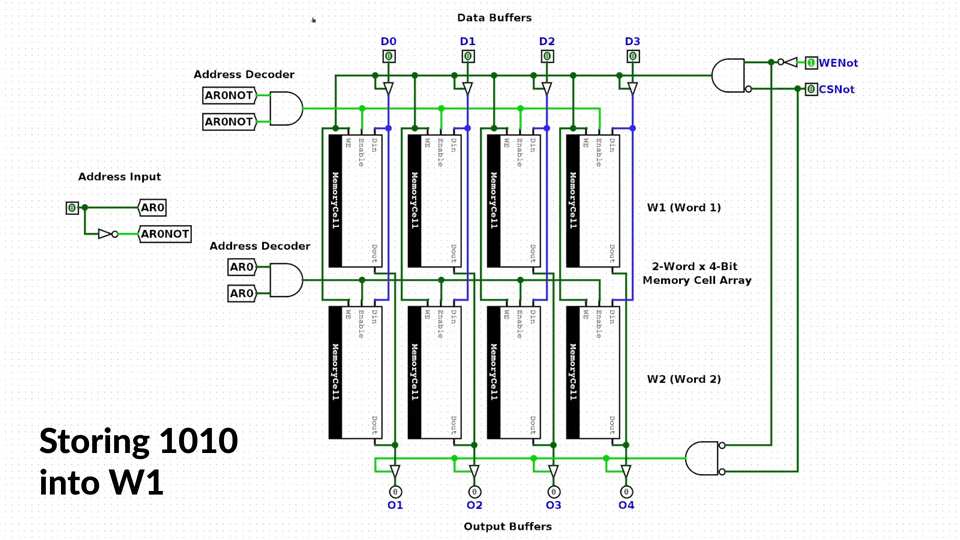 Data Buffers
D0 D1 D2 D3
0 0 0 0
1 WENot
0 CSNot
Address Decoder
AR0NOT
AR0NOT
WE Enable Din WE Enable Din WE Enable Din WE Enable Din
MemoryCell MemoryCell MemoryCell MemoryCell
Dout Dout Dout Dout
Address Input
0 AR0
AR0NOT
W1 (Word 1)
Address Decoder
AR0
AR0
2-Word x 4-Bit
Memory Cell Array
WE Enable Din WE Enable Din WE Enable Din WE Enable Din
MemoryCell MemoryCell MemoryCell MemoryCell
Dout Dout Dout Dout
W2 (Word 2)
Storing 1010
into W1
0 0 0 0
O1 O2 O3 O4
Output Buffers